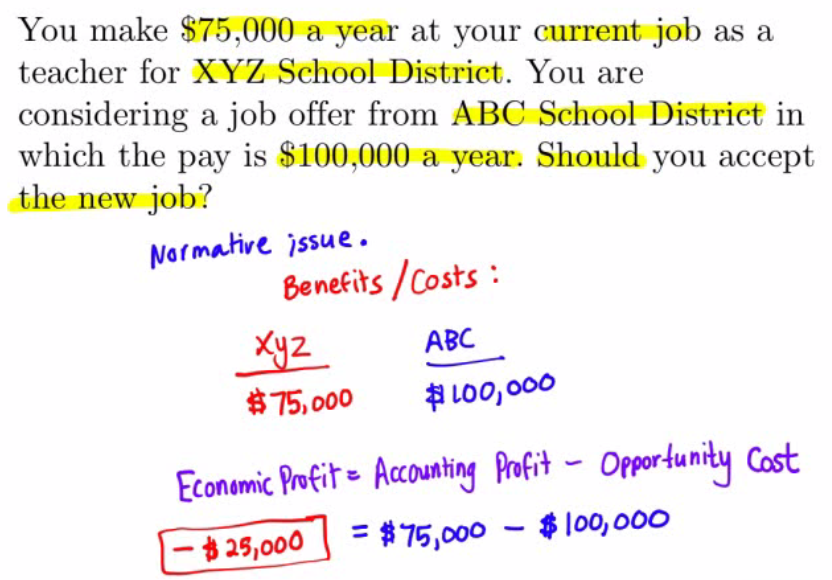 You make $75,000 a year at your current job as a
teacher for XYZ School District. You are
considering a job offer from ABC School District in
which the pay is $100,000 a year. Should you accept
the new job?
Normative issue.
Benefits/Costs:
Xyz ABC
$75,000 $100,000
Economic Profit = Accounting Profit - Opportunity Cost
- $25,000 = $75,000 - $100,000